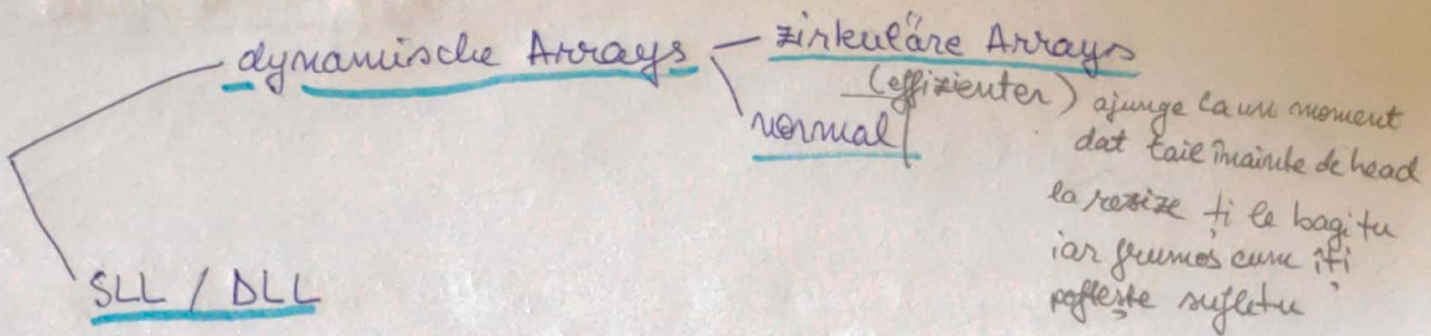 dynamische Arrays
zirkuläre Arrays
(effizienter)
normal
ajunge la un moment
dat tail înainte de head
la resize ți le bagi tu
iar frumos cum îți
poftește sufletu
SLL / DLL